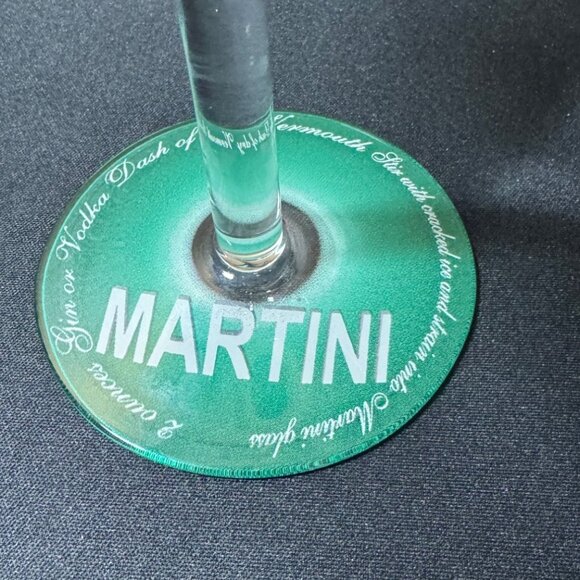 MARTINI
2 ounces Gin or Vodka Dash of Vermouth Stir with cracked ice and strain into Martini glass